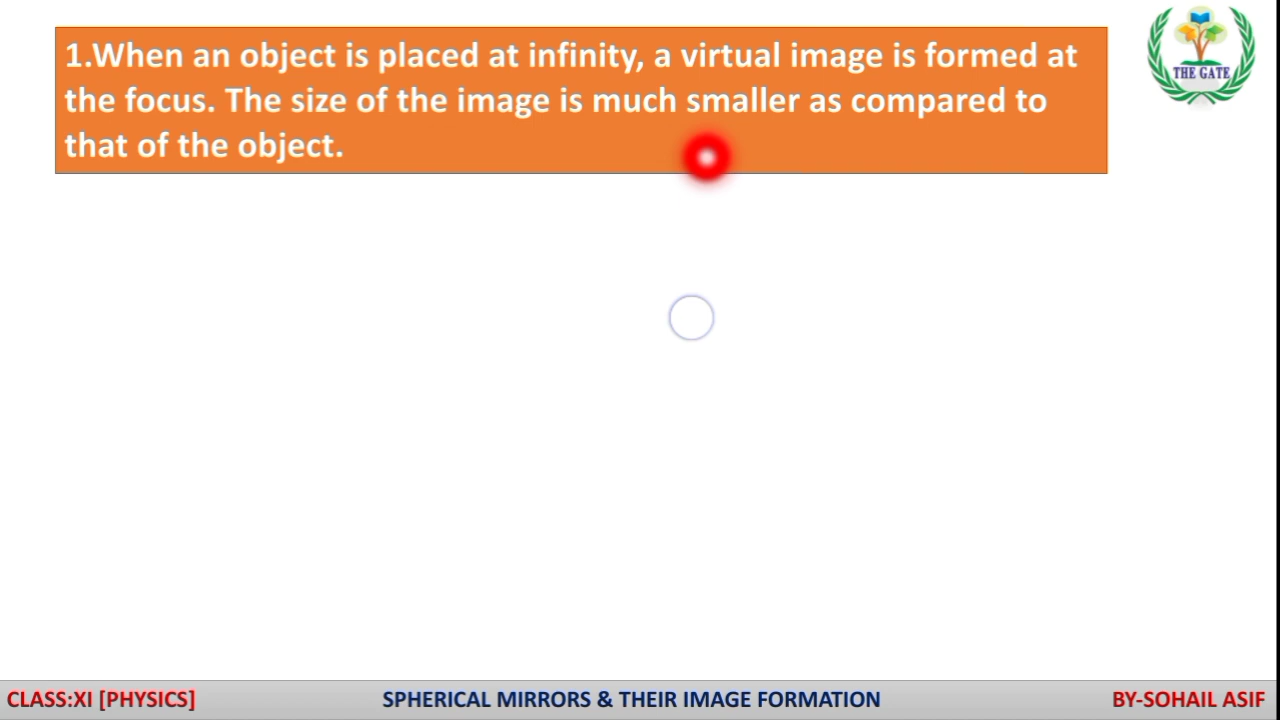 1.When an object is placed at infinity, a virtual image is formed at
the focus. The size of the image is much smaller as compared to
that of the object.
THE GATE
CLASS:XI [PHYSICS]
SPHERICAL MIRRORS & THEIR IMAGE FORMATION
BY-SOHAIL ASIF